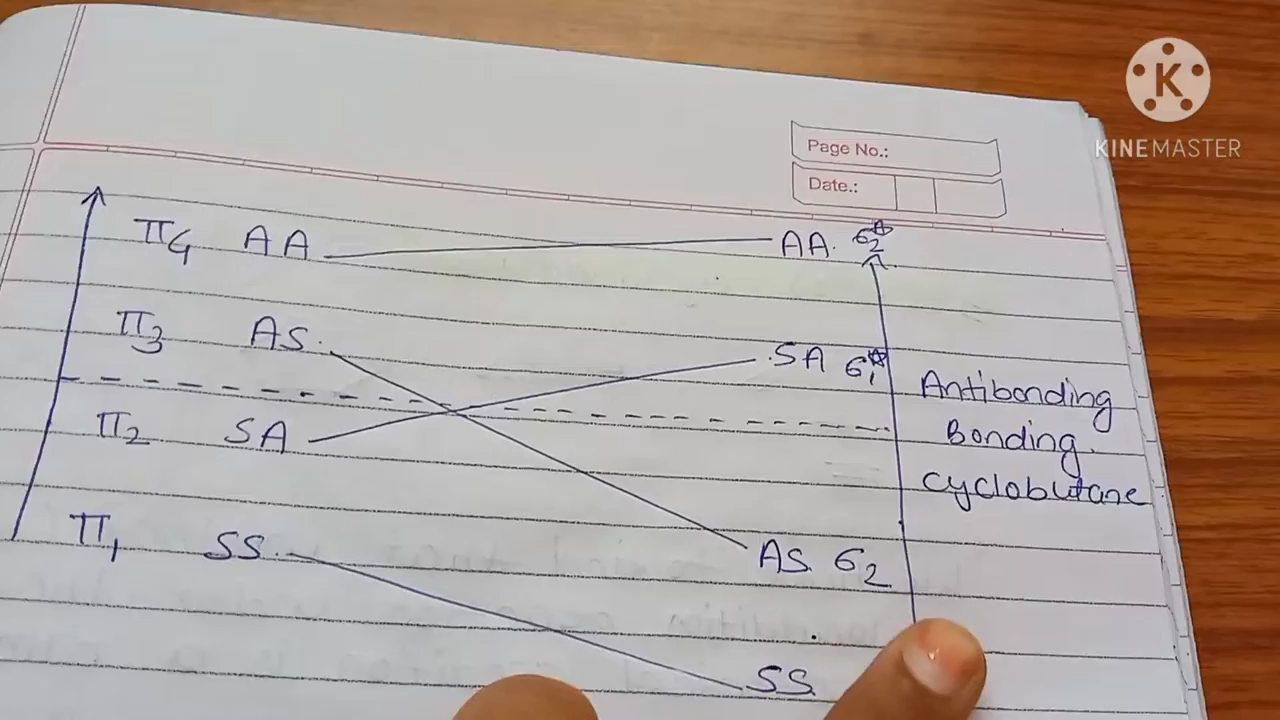 K
KINEMASTER
Page No.:
Date.:
π4 AA AA. σ2*
π3 AS. SA σ1*
Antibonding
π2 SA Bonding
cyclobutane
π1 SS. AS σ2
SS